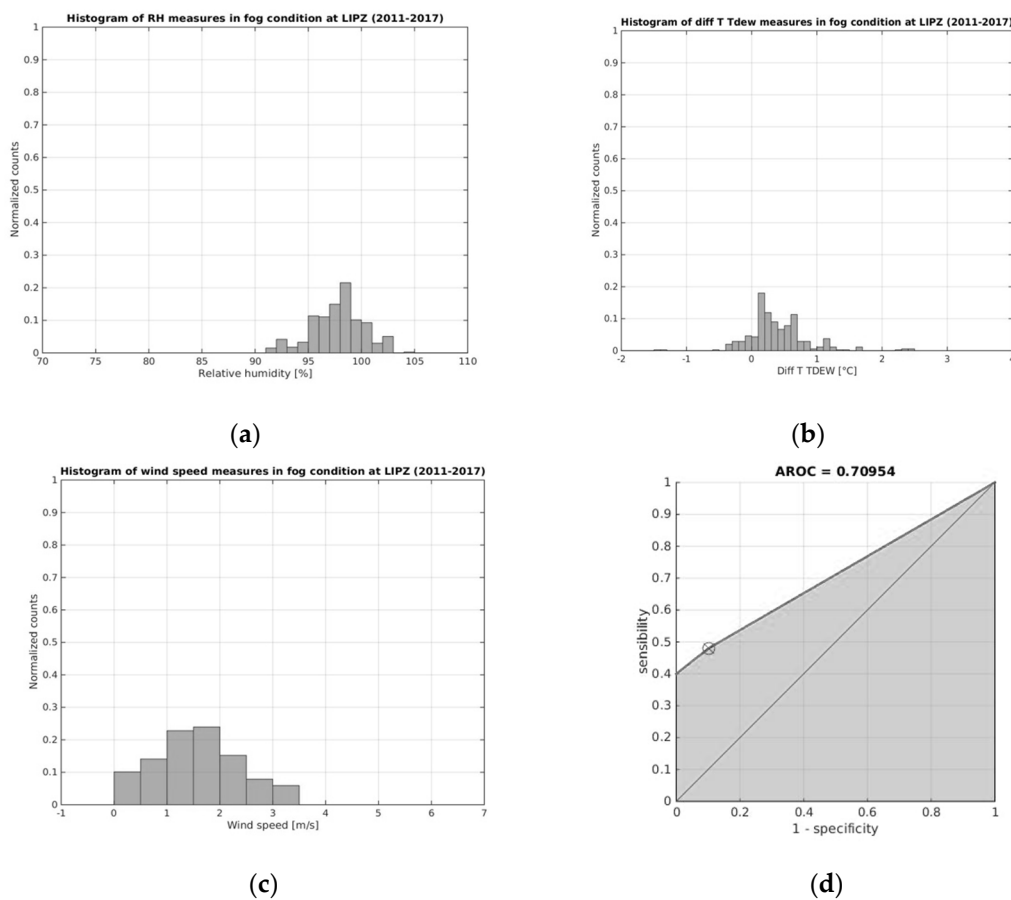 Histogram of RH measures in fog condition at LIPZ (2011-2017)
1
0.9
0.8
0.7
0.6
0.5
0.4
0.3
0.2
0.1
0
Normalized counts
70 75 80 85 90 95 100 105 110
Relative humidity [%]
(a)
Histogram of diff T Tdew measures in fog condition at LIPZ (2011-2017)
1
0.9
0.8
0.7
0.6
0.5
0.4
0.3
0.2
0.1
0
Normalized counts
-2 -1 0 1 2 3 4
Diff T TDEW [°C]
(b)
Histogram of wind speed measures in fog condition at LIPZ (2011-2017)
1
0.9
0.8
0.7
0.6
0.5
0.4
0.3
0.2
0.1
0
Normalized counts
-1 0 1 2 3 4 5 6 7
Wind speed [m/s]
(c)
AROC = 0.70954
1
0.9
0.8
0.7
0.6
0.5
0.4
0.3
0.2
0.1
0
sensibility
0 0.2 0.4 0.6 0.8 1
1 - specificity
(d)